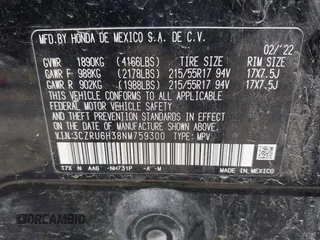 MFD.BY HONDA DE MEXICO S.A. DE C.V.
02/'22
GVWR 1890KG (4166LBS) TIRE SIZE RIM SIZE
GAWR F 988KG (2178LBS) 215/55R17 94V 17X7.5J
GAWR R 902KG (1988LBS) 215/55R17 94V 17X7.5J
THIS VEHICLE CONFORMS TO ALL APPLICABLE
FEDERAL MOTOR VEHICLE SAFETY AND THEFT
PREVENTION STANDARDS IN EFFECT ON THE
DATE OF MANUFACTURE SHOWN ABOVE.
V.I.N:3CZRU6H38NM759300 TYPE: MPV
T7X N AA6 -NH731P -A -M
MADE IN MEXICO